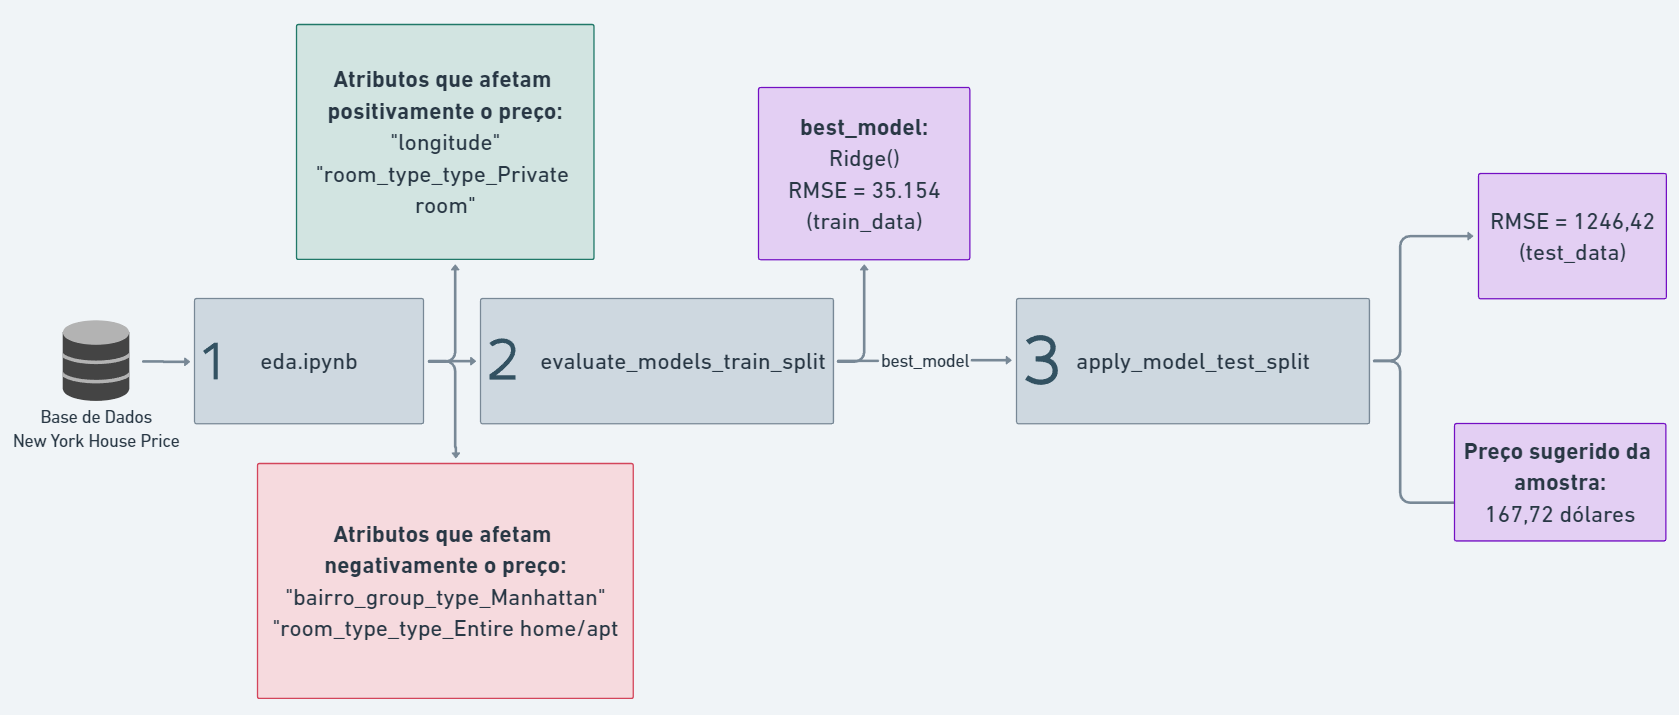 Atributos que afetam
positivamente o preço:
"longitude"
"room_type_type_Private
room"
best_model:
Ridge()
RMSE = 35.154
(train_data)
RMSE = 1246,42
(test_data)
Base de Dados
New York House Price
1 eda.ipynb
2 evaluate_models_train_split
best_model
3 apply_model_test_split
Atributos que afetam
negativamente o preço:
"bairro_group_type_Manhattan"
"room_type_type_Entire home/apt
Preço sugerido da
amostra:
167,72 dólares